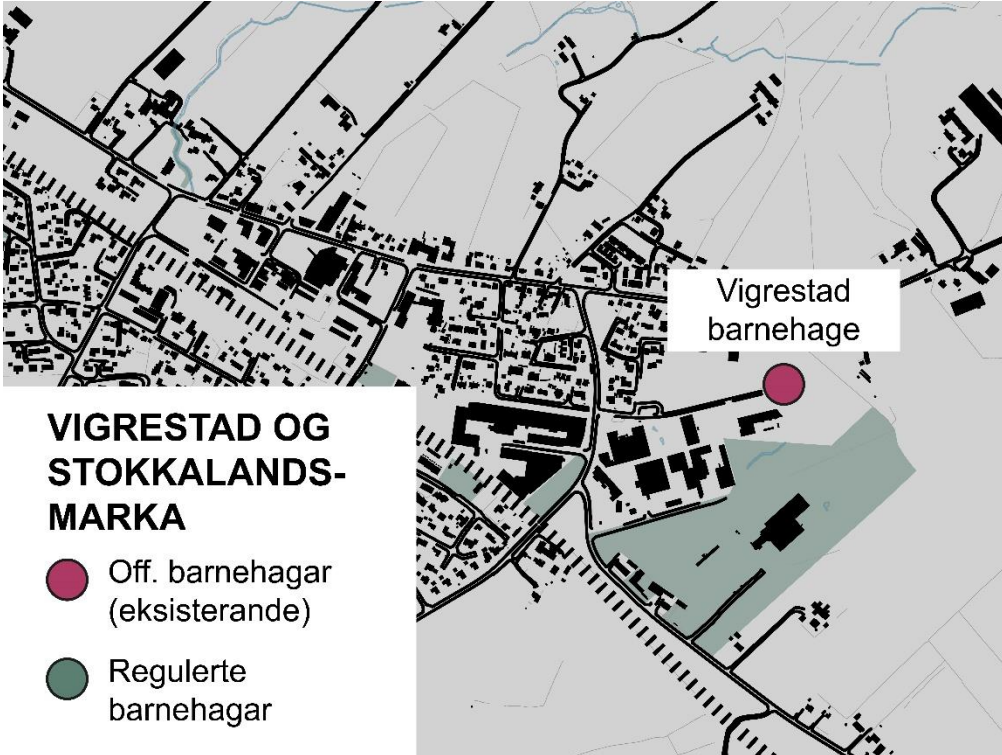 Vigrestad
barnehage
VIGRESTAD OG
STOKKALANDS-
MARKA
Off. barnehagar
(eksisterande)
Regulerte
barnehagar